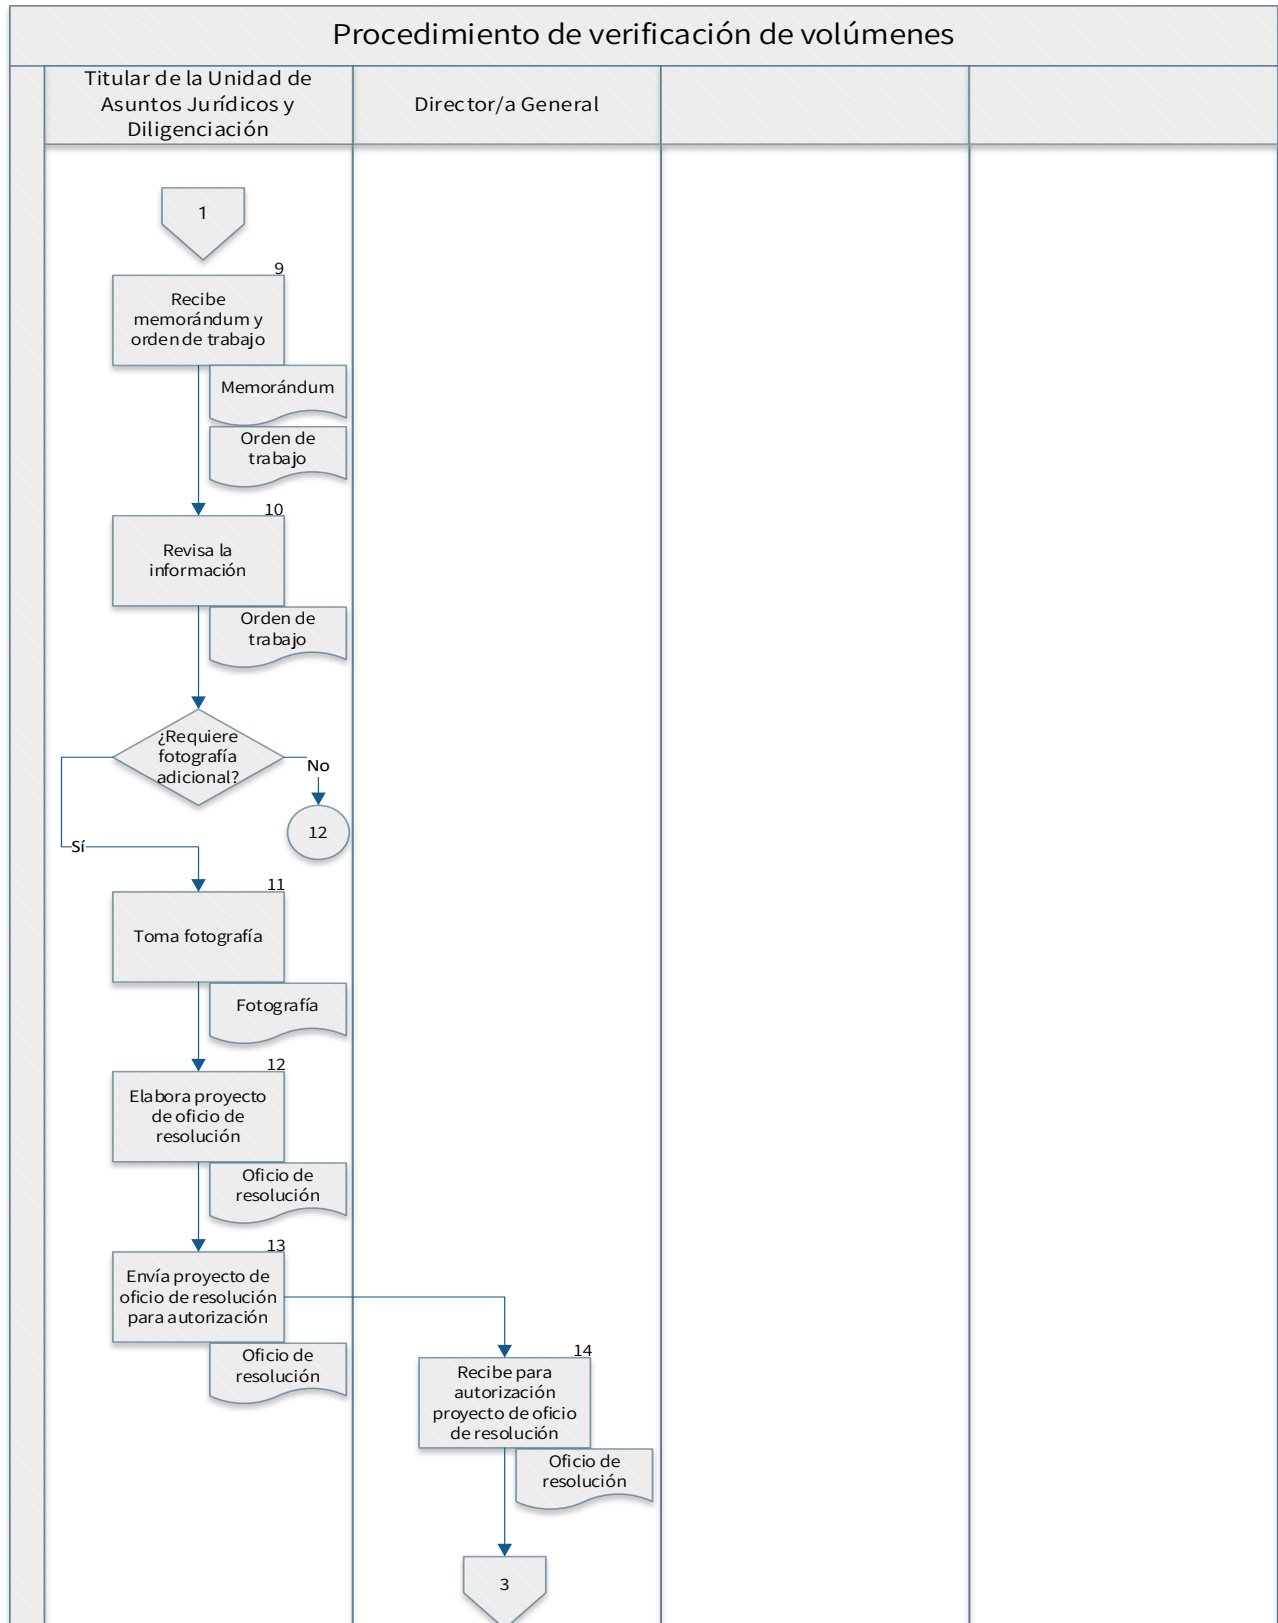 Procedimiento de verificación de volúmenes
Titular de la Unidad de
Asuntos Jurídicos y
Diligenciación
Director/a General
1
9
Recibe
memorándum y
orden de trabajo
Memorándum
Orden de
trabajo
10
Revisa la
información
Orden de
trabajo
¿Requiere
fotografía
adicional?
No
12
Sí
11
Toma fotografía
Fotografía
12
Elabora proyecto
de oficio de
resolución
Oficio de
resolución
13
Envía proyecto de
oficio de resolución
para autorización
Oficio de
resolución
14
Recibe para
autorización
proyecto de oficio
de resolución
Oficio de
resolución
3